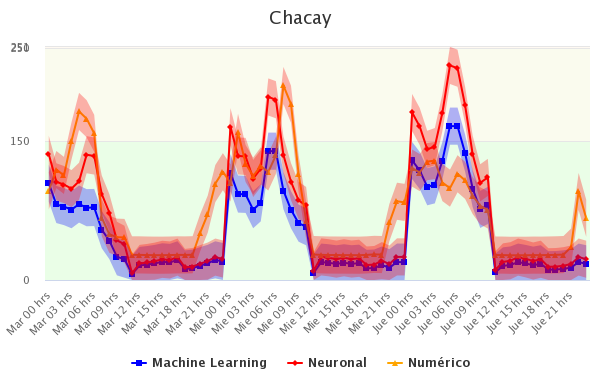 Chacay
150
0
Mar 00 hrs
Mar 03 hrs
Mar 06 hrs
Mar 09 hrs
Mar 12 hrs
Mar 15 hrs
Mar 18 hrs
Mar 21 hrs
Mie 00 hrs
Mie 03 hrs
Mie 06 hrs
Mie 09 hrs
Mie 12 hrs
Mie 15 hrs
Mie 18 hrs
Mie 21 hrs
Jue 00 hrs
Jue 03 hrs
Jue 06 hrs
Jue 09 hrs
Jue 12 hrs
Jue 15 hrs
Jue 18 hrs
Jue 21 hrs
Machine Learning
Neuronal
Numérico